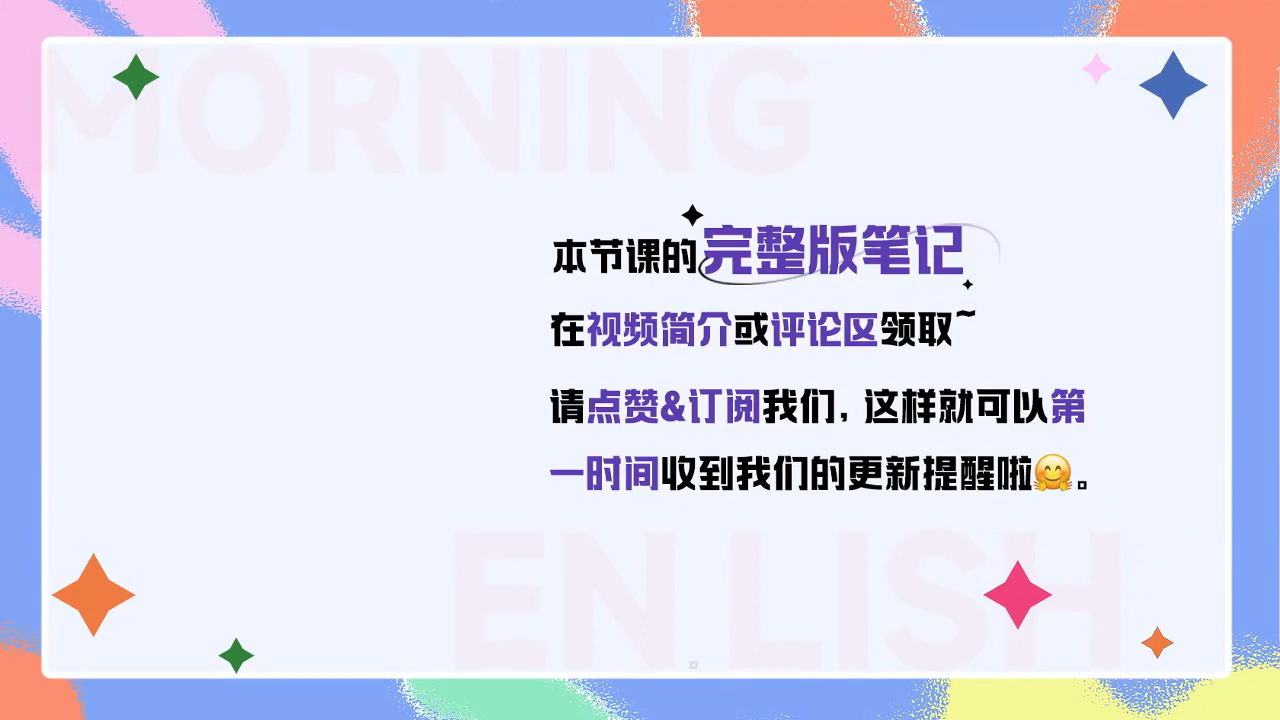 MORNING
本节课的完整版笔记
在视频简介或评论区领取~
请点赞&订阅我们，这样就可以第
一时间收到我们的更新提醒啦🤗。
EN LISH